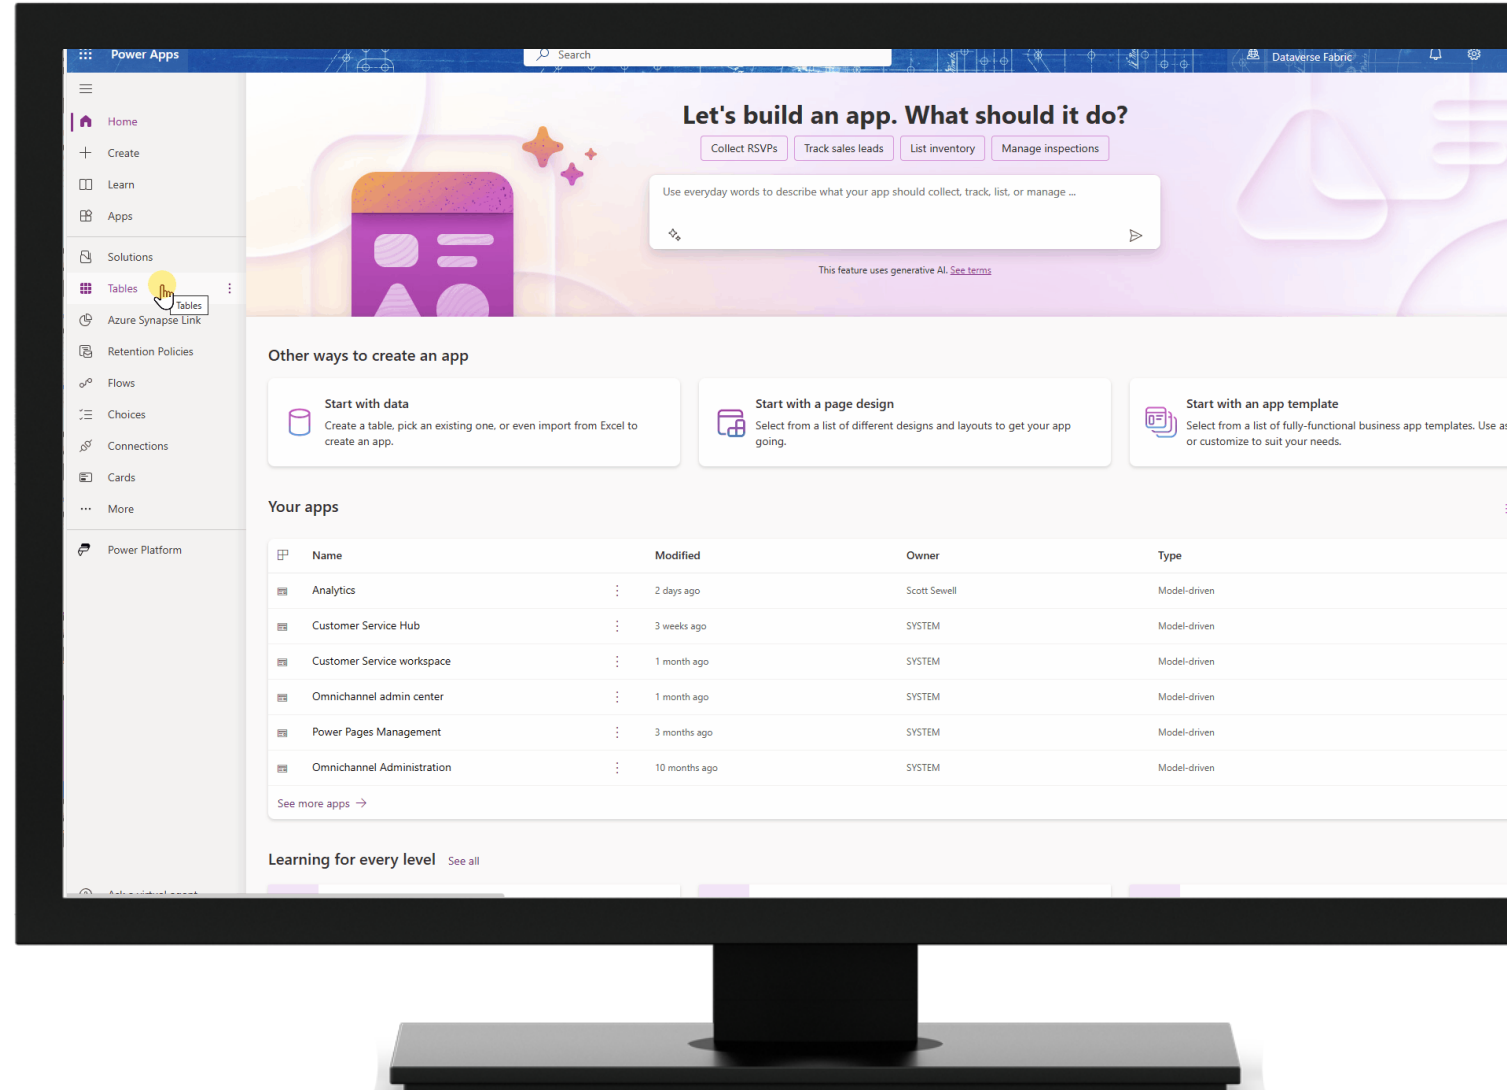 Power Apps
Search
Dataverse Fabric
Home
Create
Learn
Apps
Solutions
Tables
Tables
Azure Synapse Link
Retention Policies
Flows
Choices
Connections
Cards
More
Power Platform
Let's build an app. What should it do?
Collect RSVPs Track sales leads List inventory Manage inspections
Use everyday words to describe what your app should collect, track, list, or manage ...
This feature uses generative AI. See terms
Other ways to create an app
Start with data
Create a table, pick an existing one, or even import from Excel to
create an app.
Start with a page design
Select from a list of different designs and layouts to get your app
going.
Start with an app template
Select from a list of fully-functional business app templates. Use as
or customize to suit your needs.
Your apps
Name Modified Owner Type
Analytics 2 days ago Scott Sewell Model-driven
Customer Service Hub 3 weeks ago SYSTEM Model-driven
Customer Service workspace 1 month ago SYSTEM Model-driven
Omnichannel admin center 1 month ago SYSTEM Model-driven
Power Pages Management 3 months ago SYSTEM Model-driven
Omnichannel Administration 10 months ago SYSTEM Model-driven
See more apps →
Learning for every level See all
Ask a virtual agent